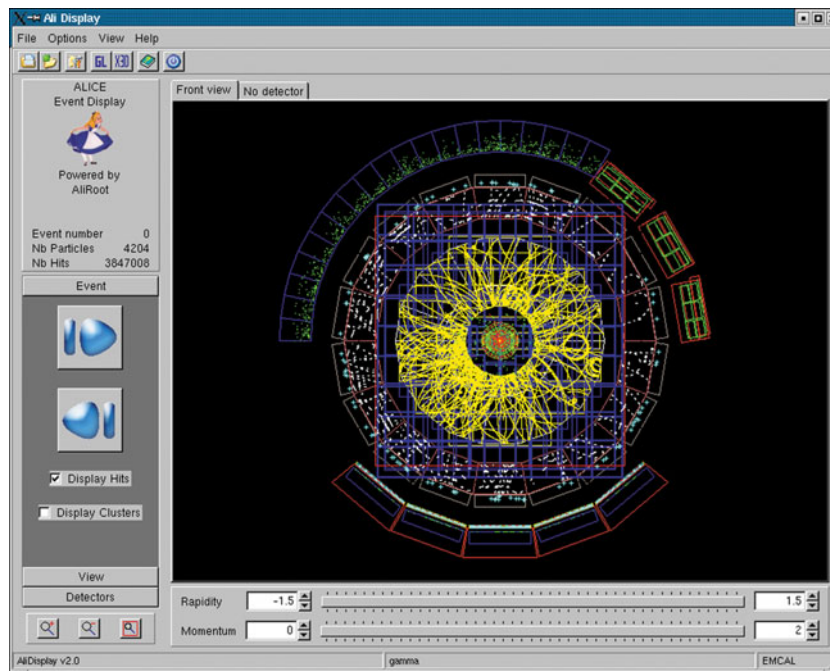 Ali Display
File Options View Help
GL X3D
ALICE
Event Display
Powered by
AliRoot
Event number 0
Nb Particles 4204
Nb Hits 3847008
Event
Display Hits
Display Clusters
View
Detectors
Front view No detector
Rapidity -1.5 1.5
Momentum 0 2
AliDisplay v2.0 gamma EMCAL